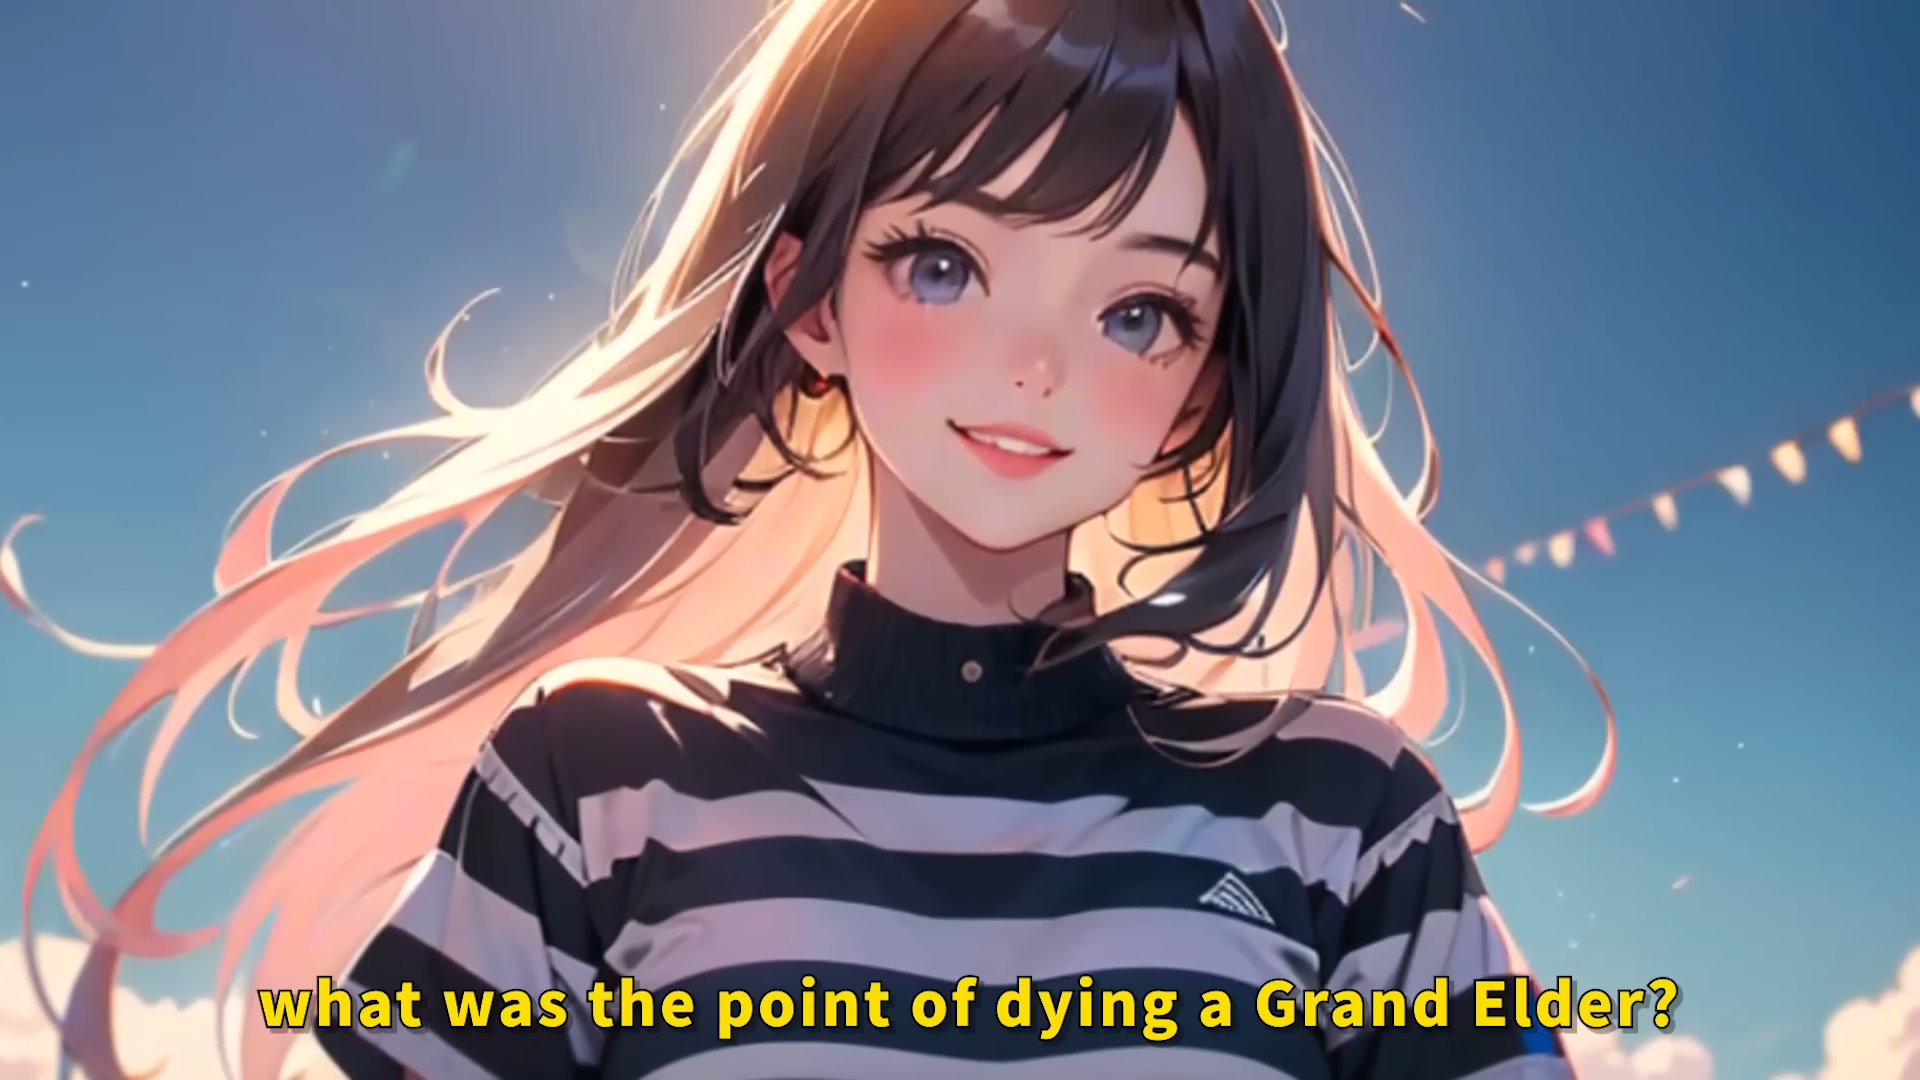 what was the point of dying a Grand Elder?